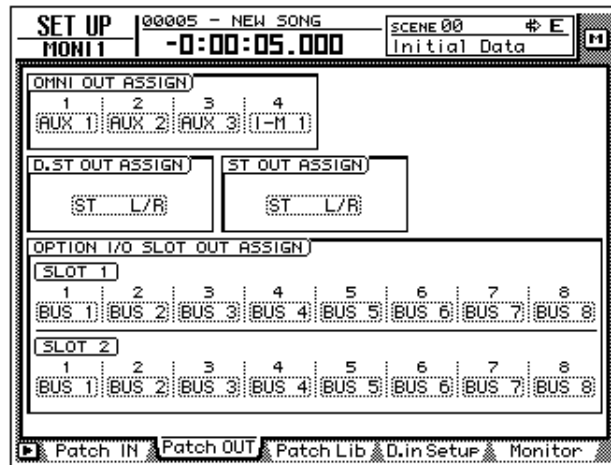 SET UP 00005 - NEW SONG SCENE 00 E M
MONI 1 -0:00:05.000 Initial Data
OMNI OUT ASSIGN
1 2 3 4
AUX 1 AUX 2 AUX 3 I-M 1
D.ST OUT ASSIGN ST OUT ASSIGN
ST L/R ST L/R
OPTION I/O SLOT OUT ASSIGN
SLOT 1
1 2 3 4 5 6 7 8
BUS 1 BUS 2 BUS 3 BUS 4 BUS 5 BUS 6 BUS 7 BUS 8
SLOT 2
1 2 3 4 5 6 7 8
BUS 1 BUS 2 BUS 3 BUS 4 BUS 5 BUS 6 BUS 7 BUS 8
Patch IN Patch OUT Patch Lib D.in Setup Monitor